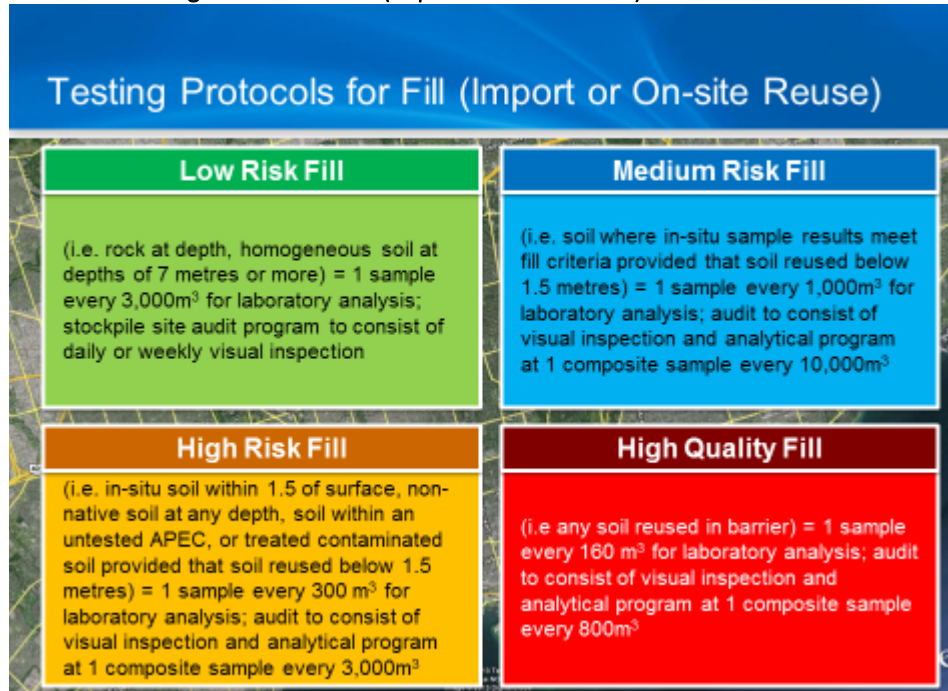 Testing Protocols for Fill (Import or On-site Reuse)
Low Risk Fill
(i.e. rock at depth, homogeneous soil at
depths of 7 metres or more) = 1 sample
every 3,000m³ for laboratory analysis;
stockpile site audit program to consist of
daily or weekly visual inspection
Medium Risk Fill
(i.e. soil where in-situ sample results meet
fill criteria provided that soil reused below
1.5 metres) = 1 sample every 1,000m³ for
laboratory analysis; audit to consist of
visual inspection and analytical program
at 1 composite sample every 10,000m³
High Risk Fill
(i.e. in-situ soil within 1.5 of surface, non-
native soil at any depth, soil within an
untested APEC, or treated contaminated
soil provided that soil reused below 1.5
metres) = 1 sample every 300 m³ for
laboratory analysis; audit to consist of
visual inspection and analytical program
at 1 composite sample every 3,000m³
High Quality Fill
(i.e any soil reused in barrier) = 1 sample
every 160 m³ for laboratory analysis; audit
to consist of visual inspection and
analytical program at 1 composite sample
every 800m³